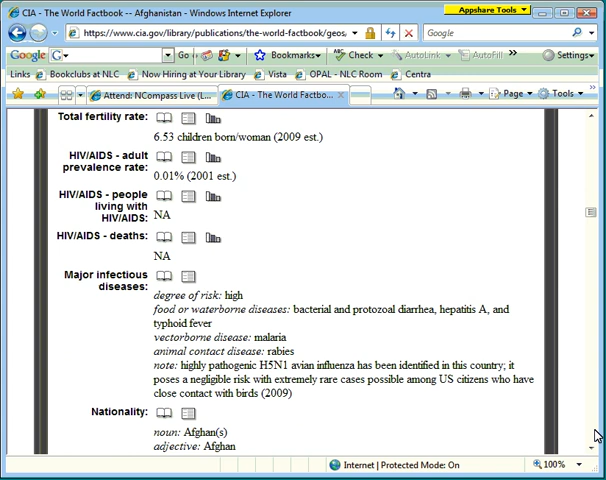 CIA - The World Factbook -- Afghanistan - Windows Internet Explorer
Appshare Tools
https://www.cia.gov/library/publications/the-world-factbook/geos/
Google
Google G Go Bookmarks Check AutoLink AutoFill Settings
Links Bookclubs at NLC Now Hiring at Your Library Vista OPAL - NLC Room Centra
Attend: NCompass Live (L... CIA - The World Factbo... Page Tools
Total fertility rate:
6.53 children born/woman (2009 est.)
HIV/AIDS - adult
prevalence rate:
0.01% (2001 est.)
HIV/AIDS - people
living with
HIV/AIDS:
NA
HIV/AIDS - deaths:
NA
Major infectious
diseases:
degree of risk: high
food or waterborne diseases: bacterial and protozoal diarrhea, hepatitis A, and
typhoid fever
vectorborne disease: malaria
animal contact disease: rabies
note: highly pathogenic H5N1 avian influenza has been identified in this country; it
poses a negligible risk with extremely rare cases possible among US citizens who have
close contact with birds (2009)
Nationality:
noun: Afghan(s)
adjective: Afghan
Internet | Protected Mode: On
100%